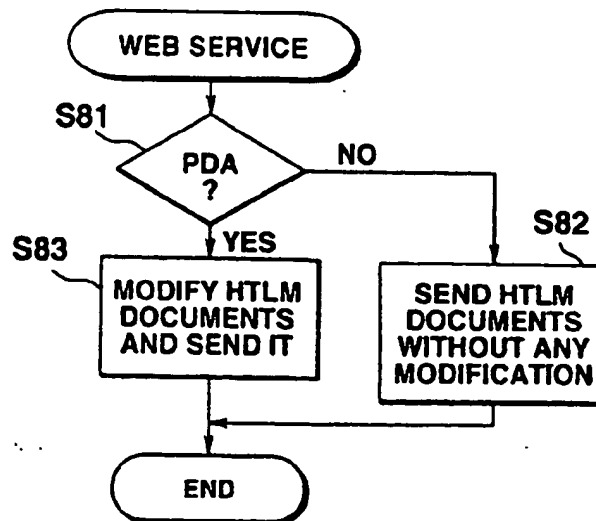 WEB SERVICE
S81
PDA
?
NO
YES
S83
MODIFY HTLM
DOCUMENTS
AND SEND IT
S82
SEND HTLM
DOCUMENTS
WITHOUT ANY
MODIFICATION
END